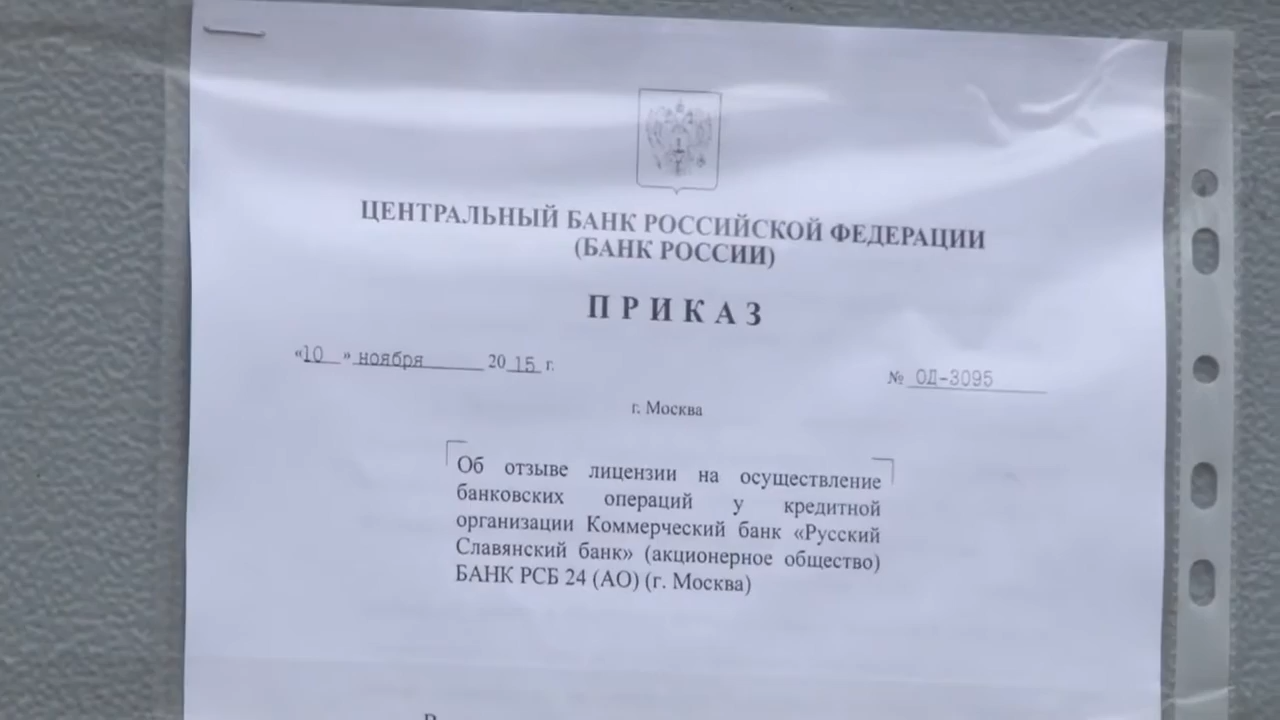 ЦЕНТРАЛЬНЫЙ БАНК РОССИЙСКОЙ ФЕДЕРАЦИИ
(БАНК РОССИИ)
ПРИКАЗ
«10 » ноября 2015 г. № ОД-3095
г. Москва
Об отзыве лицензии на осуществление
банковских операций у кредитной
организации Коммерческий банк «Русский
Славянский банк» (акционерное общество)
БАНК РСБ 24 (АО) (г. Москва)